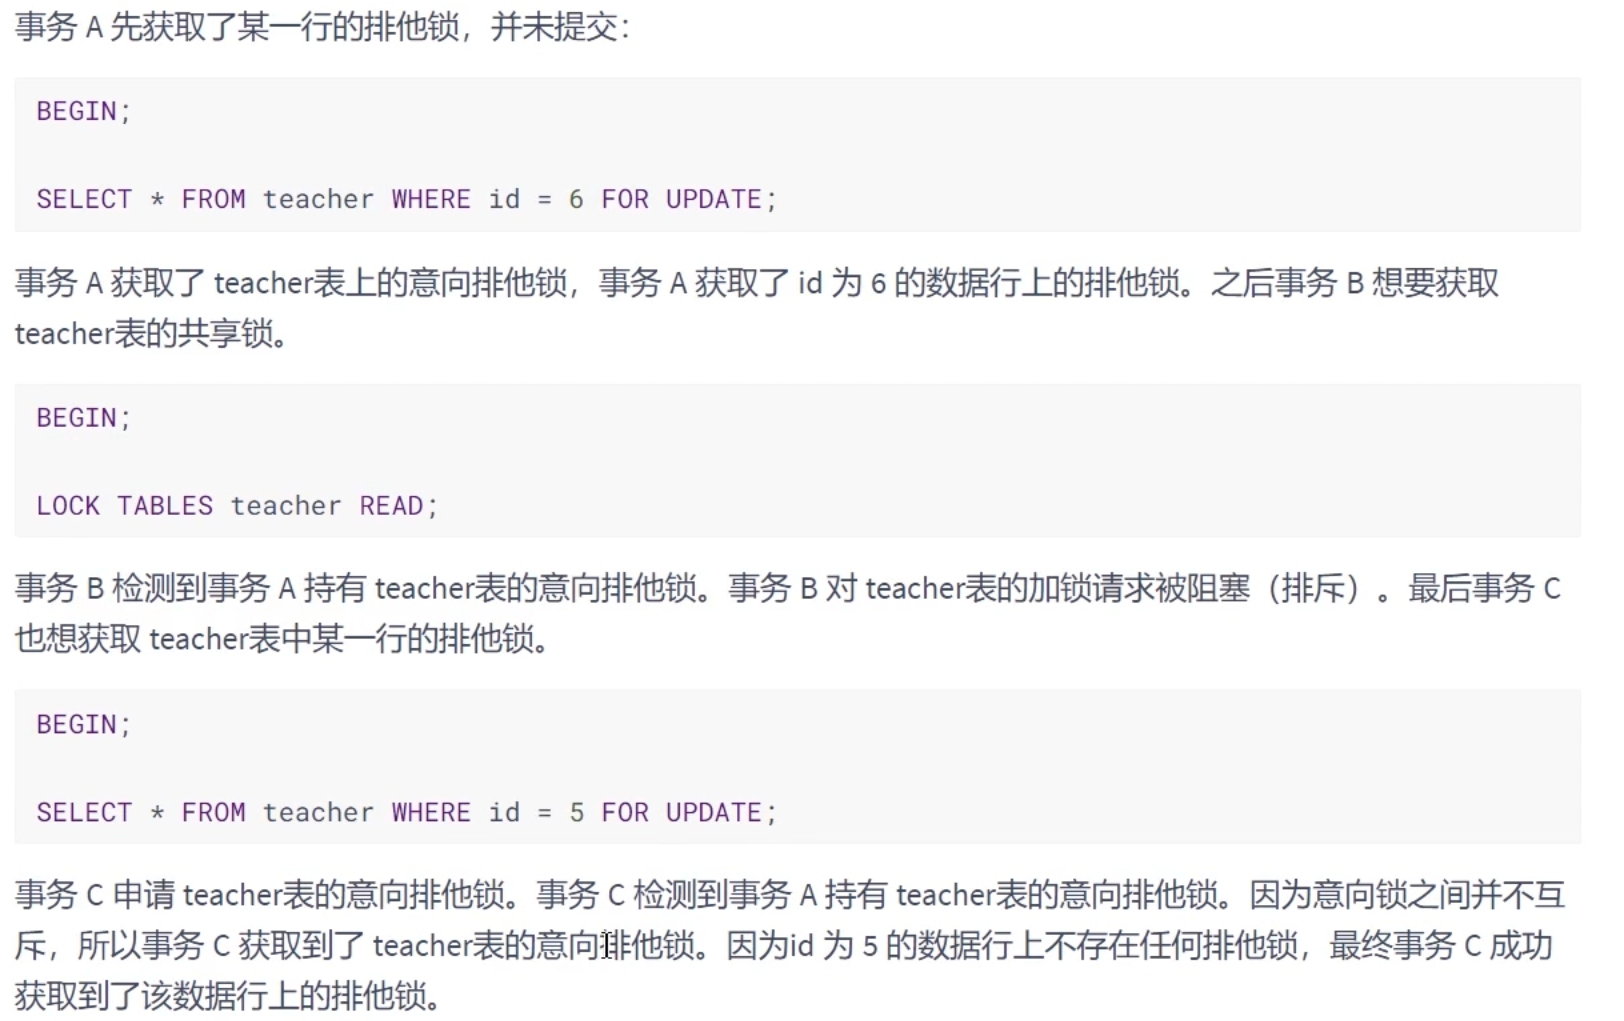 事务 A 先获取了某一行的排他锁，并未提交：
BEGIN;
SELECT * FROM teacher WHERE id = 6 FOR UPDATE;
事务 A 获取了 teacher表上的意向排他锁，事务 A 获取了 id 为 6 的数据行上的排他锁。之后事务 B 想要获取
teacher表的共享锁。
BEGIN;
LOCK TABLES teacher READ;
事务 B 检测到事务 A 持有 teacher表的意向排他锁。事务 B 对 teacher表的加锁请求被阻塞（排斥）。最后事务 C
也想获取 teacher表中某一行的排他锁。
BEGIN;
SELECT * FROM teacher WHERE id = 5 FOR UPDATE;
事务 C 申请 teacher表的意向排他锁。事务 C 检测到事务 A 持有 teacher表的意向排他锁。因为意向锁之间并不互
斥，所以事务 C 获取到了 teacher表的意向排他锁。因为id 为 5 的数据行上不存在任何排他锁，最终事务 C 成功
获取到了该数据行上的排他锁。